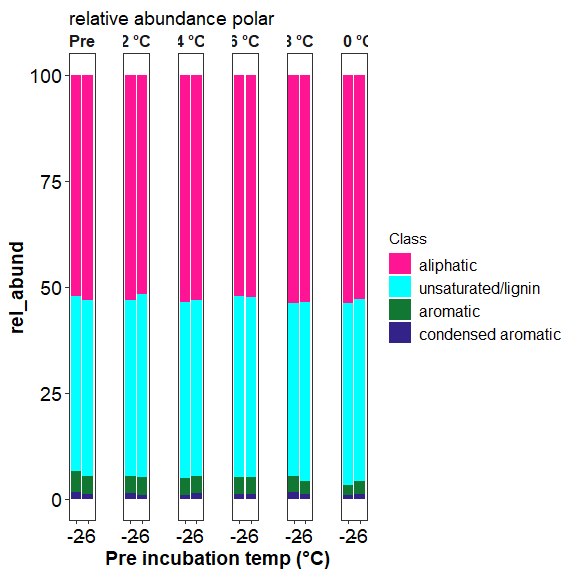 relative abundance polar
Pre 2 °C 4 °C 6 °C 8 °C 0 °C
100
75
50
25
0
rel_abund
-26 -26 -26 -26 -26 -26
Pre incubation temp (°C)
Class
aliphatic
unsaturated/lignin
aromatic
condensed aromatic